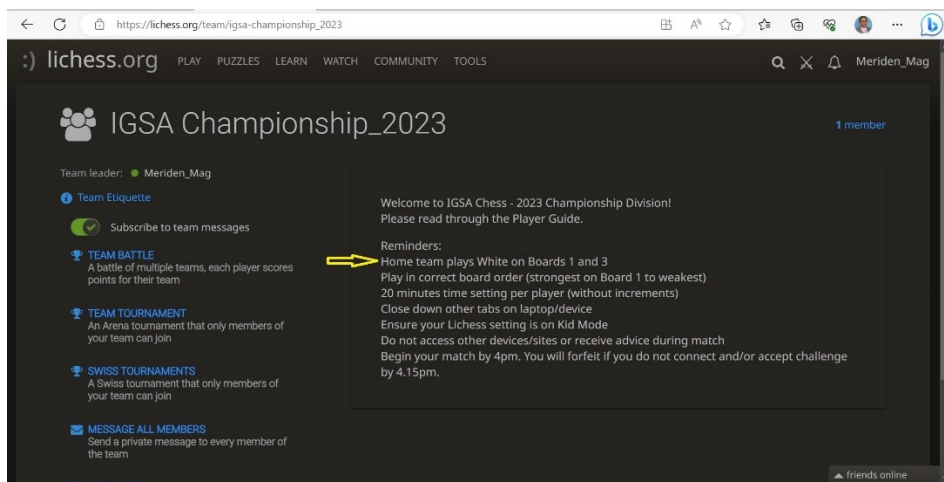 https://lichess.org/team/igsa-championship_2023
:) lichess.org PLAY PUZZLES LEARN WATCH COMMUNITY TOOLS Meriden_Mag
IGSA Championship_2023
1 member
Team leader: Meriden_Mag
Team Etiquette
Subscribe to team messages
TEAM BATTLE
A battle of multiple teams, each player scores
points for their team
TEAM TOURNAMENT
An Arena tournament that only members of
your team can join
SWISS TOURNAMENTS
A Swiss tournament that only members of
your team can join
MESSAGE ALL MEMBERS
Send a private message to every member of
the team
Welcome to IGSA Chess - 2023 Championship Division!
Please read through the Player Guide.
Reminders:
Home team plays White on Boards 1 and 3
Play in correct board order (strongest on Board 1 to weakest)
20 minutes time setting per player (without increments)
Close down other tabs on laptop/device
Ensure your Lichess setting is on Kid Mode
Do not access other devices/sites or receive advice during match
Begin your match by 4pm. You will forfeit if you do not connect and/or accept challenge
by 4.15pm.
friends online